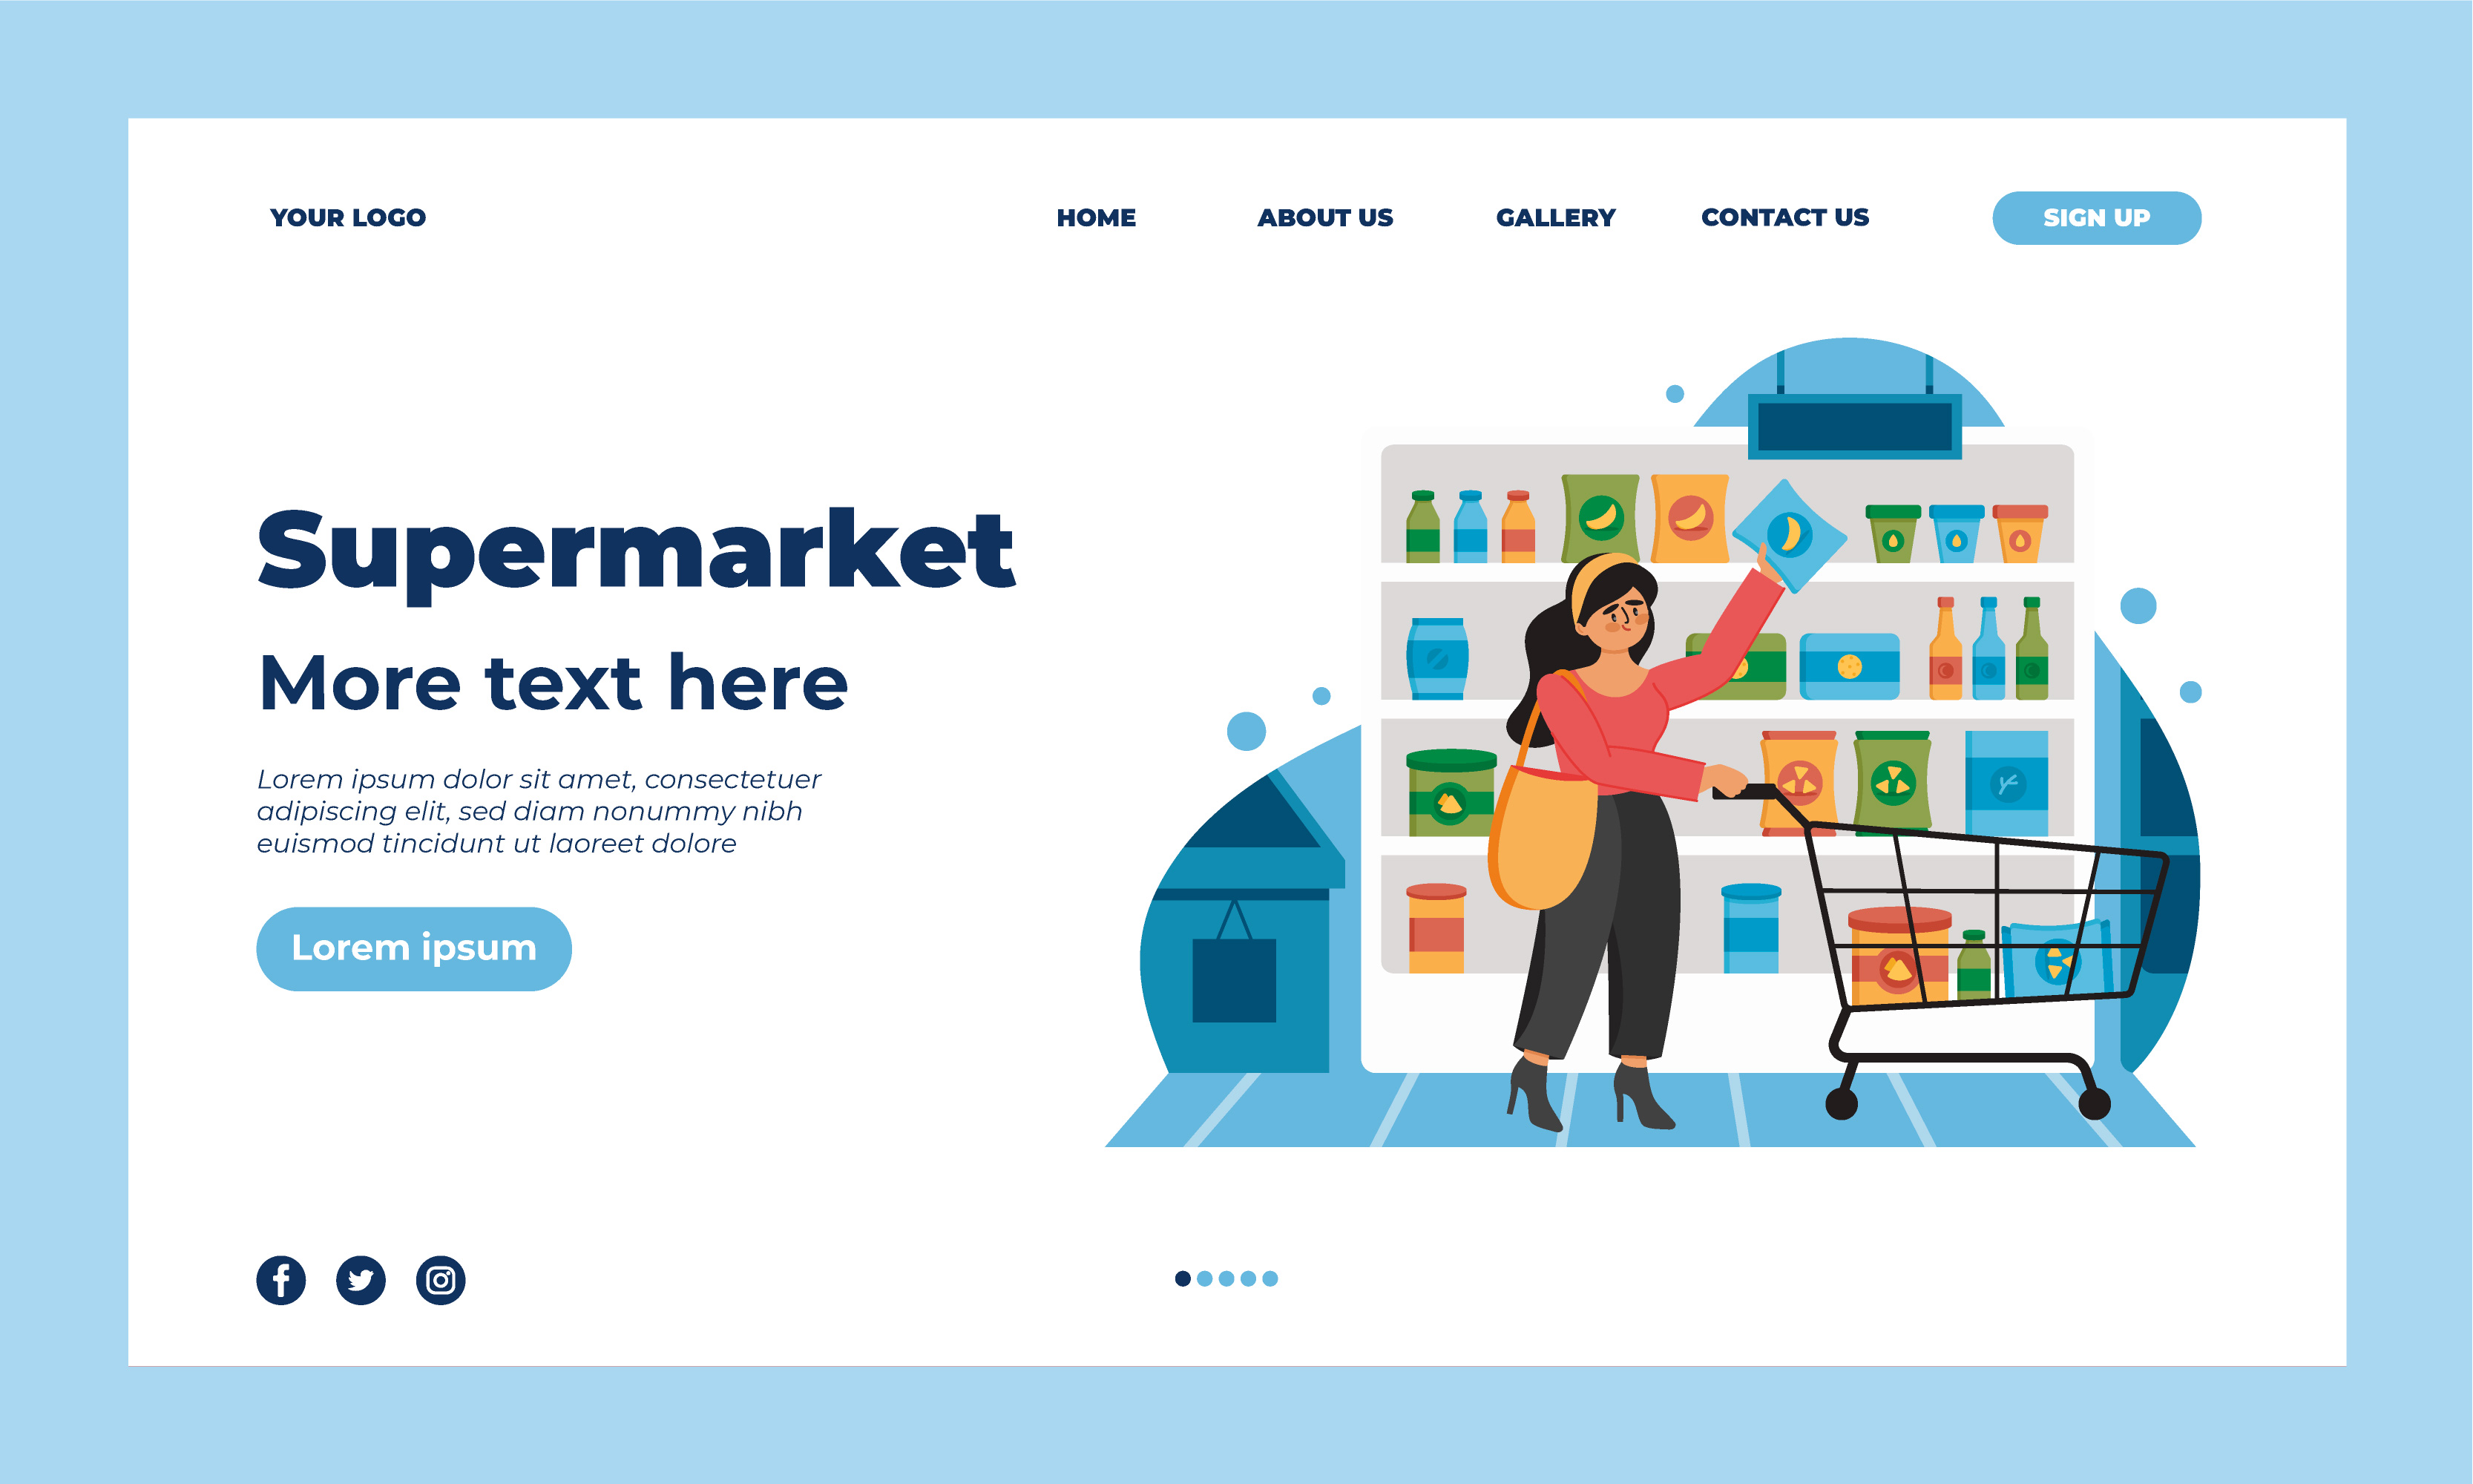 YOUR LOGO
HOME
ABOUT US
GALLERY
CONTACT US
SIGN UP
Supermarket
More text here
Lorem ipsum dolor sit amet, consectetuer
adipiscing elit, sed diam nonummy nibh
euismod tincidunt ut laoreet dolore
Lorem ipsum